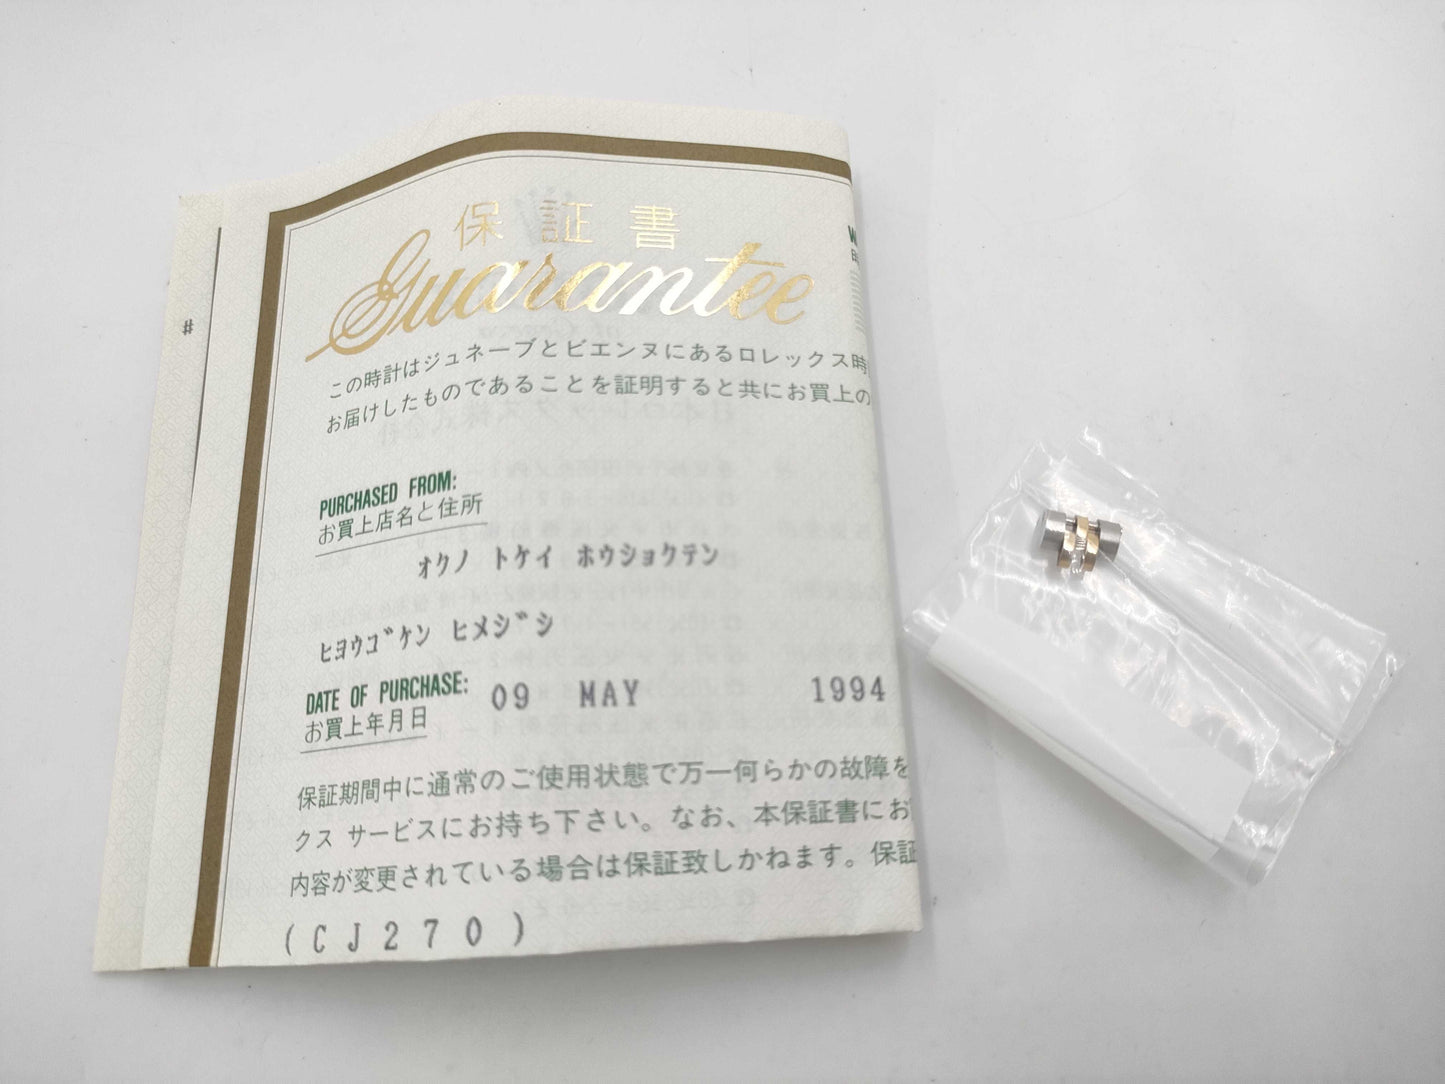 保証書
Guarantee
この時計はジュネーブとビエンヌにあるロレックス時
お届けしたものであることを証明すると共にお買上の
#
PURCHASED FROM:
お買上店名と住所
オクノ トケイ ホウショクテン
ヒヨウゴケン ヒメジシ
DATE OF PURCHASE: 09 MAY 1994
お買上年月日
保証期間中に通常のご使用状態で万一何らかの故障を
クス サービスにお持ち下さい。なお、本保証書にお
内容が変更されている場合は保証致しかねます。保証
(CJ270)